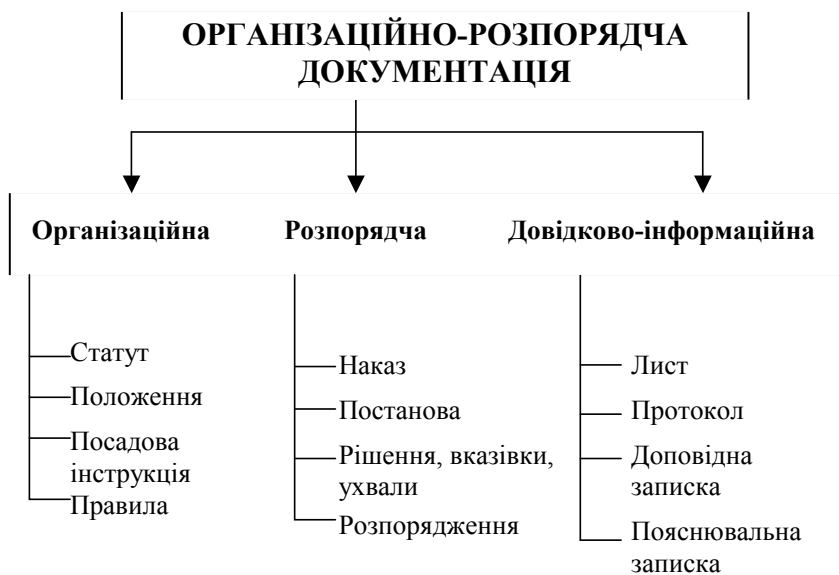 ОРГАНІЗАЦІЙНО-РОЗПОРЯДЧА
ДОКУМЕНТАЦІЯ
Організаційна
Розпорядча
Довідково-інформаційна
Статут
Положення
Посадова
інструкція
Правила
Наказ
Постанова
Рішення, вказівки,
ухвали
Розпорядження
Лист
Протокол
Доповідна
записка
Пояснювальна
записка